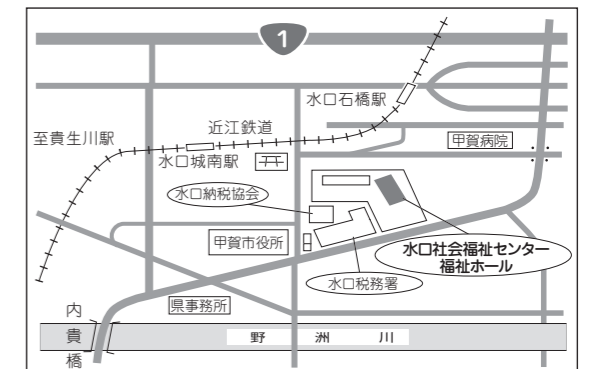 1
水口石橋駅
近江鉄道
至貴生川駅
甲賀病院
水口城南駅
水口納税協会
甲賀市役所
水口社会福祉センター
福祉ホール
水口税務署
県事務所
内貴橋
野洲川